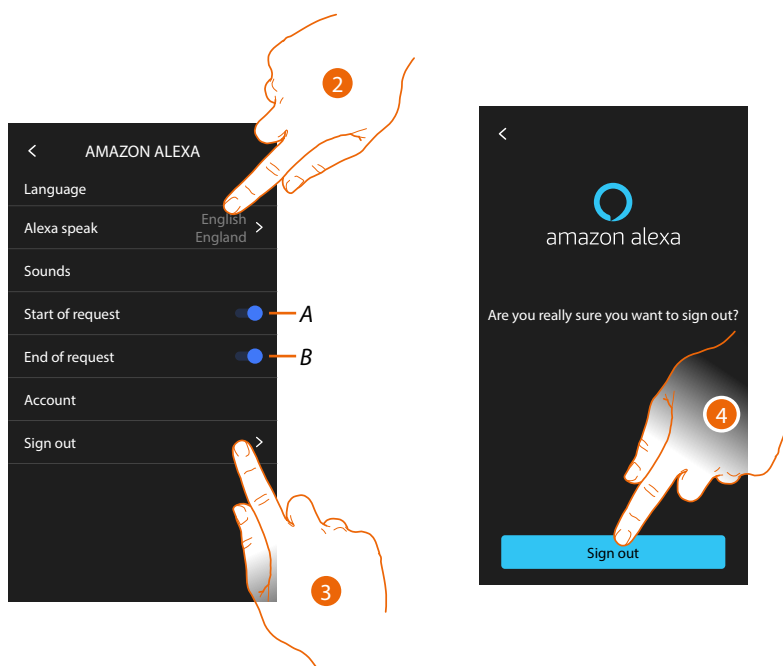 2
AMAZON ALEXA
Language
Alexa speak
English
England
Sounds
Start of request
A
End of request
B
Account
Sign out
3
amazon alexa
Are you really sure you want to sign out?
4
Sign out